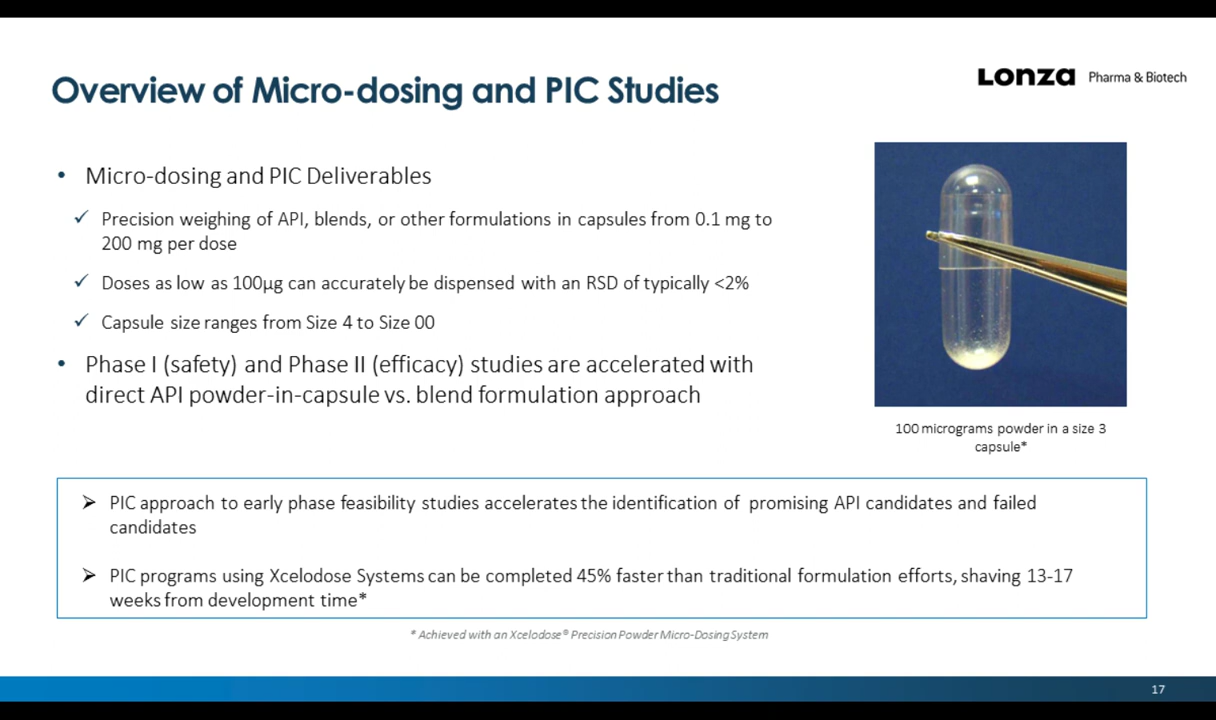 Overview of Micro-dosing and PIC Studies
Lonza Pharma & Biotech
• Micro-dosing and PIC Deliverables
✓ Precision weighing of API, blends, or other formulations in capsules from 0.1 mg to
200 mg per dose
✓ Doses as low as 100µg can accurately be dispensed with an RSD of typically <2%
✓ Capsule size ranges from Size 4 to Size 00
• Phase I (safety) and Phase II (efficacy) studies are accelerated with
direct API powder-in-capsule vs. blend formulation approach
100 micrograms powder in a size 3
capsule*
➢ PIC approach to early phase feasibility studies accelerates the identification of promising API candidates and failed
candidates
➢ PIC programs using Xcelodose Systems can be completed 45% faster than traditional formulation efforts, shaving 13-17
weeks from development time*
* Achieved with an Xcelodose® Precision Powder Micro-Dosing System
17